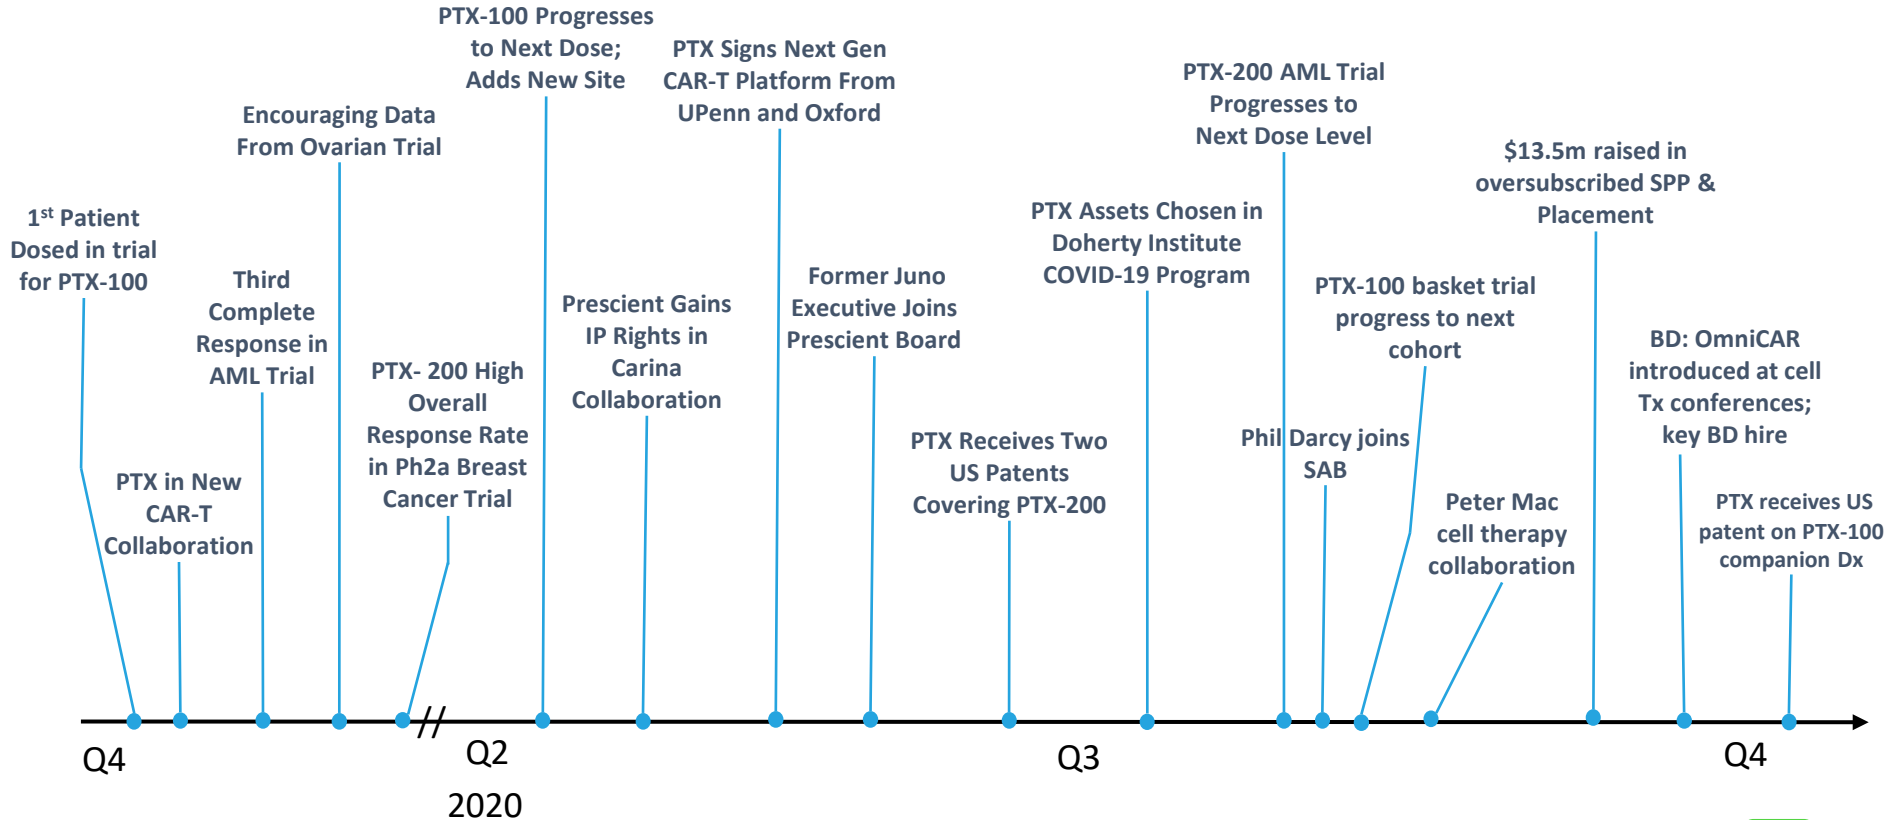 1st Patient
Dosed in trial
for PTX-100
PTX in New
CAR-T
Collaboration
Third
Complete
Response in
AML Trial
Encouraging Data
From Ovarian Trial
PTX- 200 High
Overall
Response Rate
in Ph2a Breast
Cancer Trial
PTX-100 Progresses
to Next Dose;
Adds New Site
Prescient Gains
IP Rights in
Carina
Collaboration
PTX Signs Next Gen
CAR-T Platform From
UPenn and Oxford
Former Juno
Executive Joins
Prescient Board
PTX Receives Two
US Patents
Covering PTX-200
PTX Assets Chosen in
Doherty Institute
COVID-19 Program
PTX-200 AML Trial
Progresses to
Next Dose Level
Phil Darcy joins
SAB
PTX-100 basket trial
progress to next
cohort
Peter Mac
cell therapy
collaboration
$13.5m raised in
oversubscribed SPP &
Placement
BD: OmniCAR
introduced at cell
Tx conferences;
key BD hire
PTX receives US
patent on PTX-100
companion Dx
Q4
Q2
Q3
Q4
2020